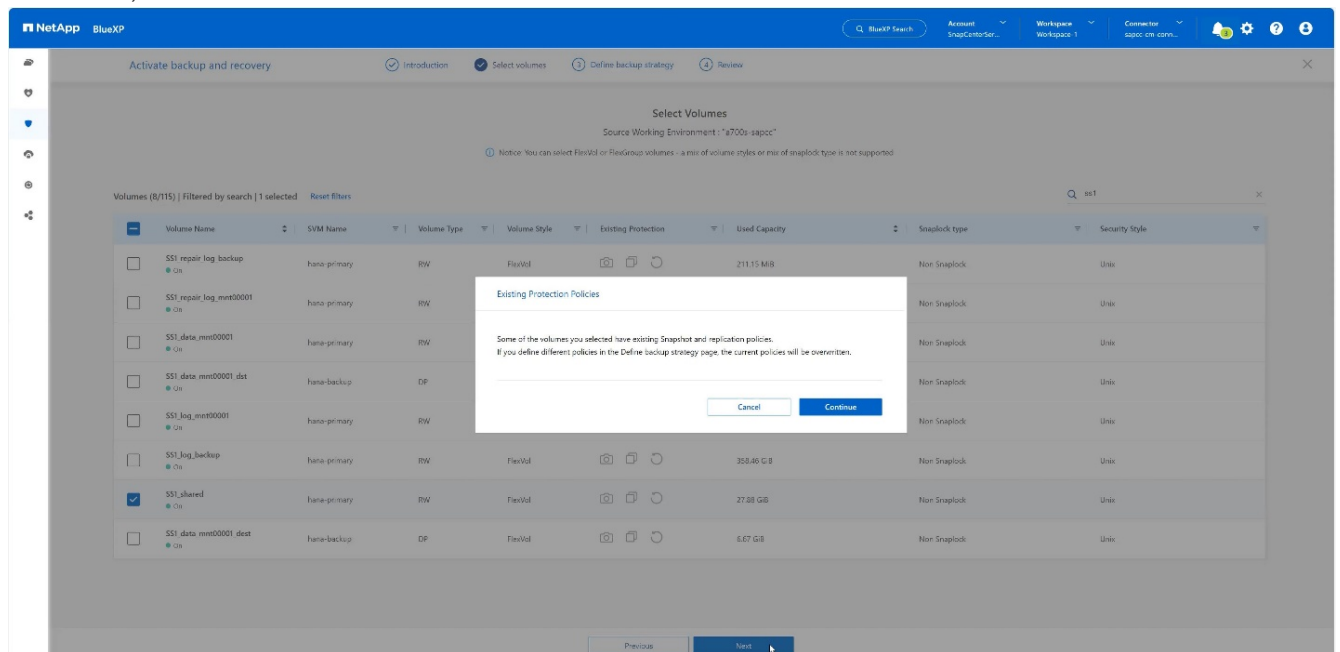 NetApp BlueXP BlueXP Search Account SnapCenterSer... Workspace Workspace-1 Connector sapcc-cm-conn... 3
Activate backup and recovery Introduction Select volumes 3 Define backup strategy 4 Review
Select Volumes
Source Working Environment : "a700s-sapcc"
Notice: You can select FlexVol or FlexGroup volumes - a mix of volume styles or mix of snaplock type is not supported
Volumes (8/115) | Filtered by search | 1 selected Reset filters ss1
Volume Name SVM Name Volume Type Volume Style Existing Protection Used Capacity Snaplock type Security Style
SS1_repair_log_backup hana-primary RW FlexVol 211.15 MiB Non Snaplock Unix
On
SS1_repair_log_mnt00001 hana-primary RW Non Snaplock Unix
On
SS1_data_mnt00001 hana-primary RW Non Snaplock Unix
On
SS1_data_mnt00001_dst hana-backup DP Non Snaplock Unix
On
SS1_log_mnt00001 hana-primary RW Non Snaplock Unix
On
SS1_log_backup hana-primary RW FlexVol 358.46 GiB Non Snaplock Unix
On
SS1_shared hana-primary RW FlexVol 27.88 GiB Non Snaplock Unix
On
SS1_data_mnt00001_dest hana-backup DP FlexVol 6.67 GiB Non Snaplock Unix
On
Existing Protection Policies
Some of the volumes you selected have existing Snapshot and replication policies.
If you define different policies in the Define backup strategy page, the current policies will be overwritten.
Cancel Continue
Previous Next